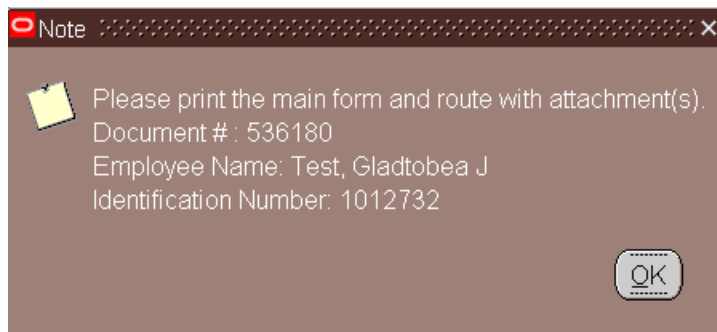 Note
Please print the main form and route with attachment(s).
Document # : 536180
Employee Name: Test, Gladtobea J
Identification Number: 1012732
OK